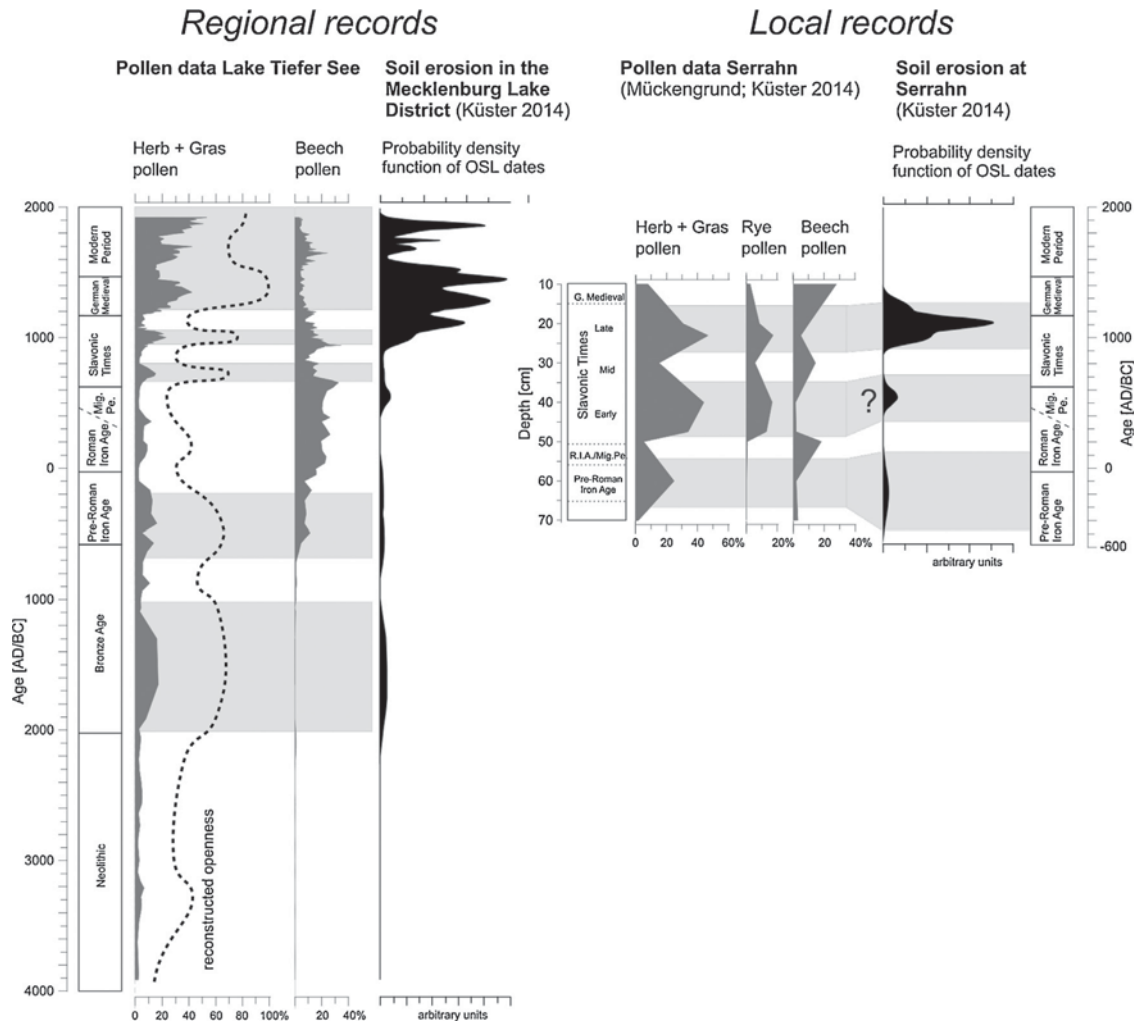 Regional records
Local records
Pollen data Lake Tiefer See
Soil erosion in the
Mecklenburg Lake
District (Küster 2014)
Pollen data Serrahn
(Mückengrund; Küster 2014)
Soil erosion at
Serrahn
(Küster 2014)
Herb + Gras
pollen
Beech
pollen
Probability density
function of OSL dates
Probability density
function of OSL dates
Herb + Gras
pollen
Rye
pollen
Beech
pollen
2000
1000
0
1000
2000
3000
4000
Age [AD/BC]
Modern
Period
German
Medieval
Slavonic
Times
Mig.
Pe.
Roman
Iron Age
Pre-Roman
Iron Age
Bronze Age
Neolithic
reconstructed openness
0 20 40 60 80 100%
0 20 40%
arbitrary units
Depth [cm]
10
20
30
40
50
60
70
G. Medieval
Slavonic Times
Late
Mid
Early
R.I.A./Mig.Pe
Pre-Roman
Iron Age
0 20 40 60%
20%
0 20 40%
?
arbitrary units
Modern
Period
German
Medieval
Slavonic
Times
Mig.
Pe.
Roman
Iron Age
Pre-Roman
Iron Age
2000
1000
0
-600
Age [AD/BC]